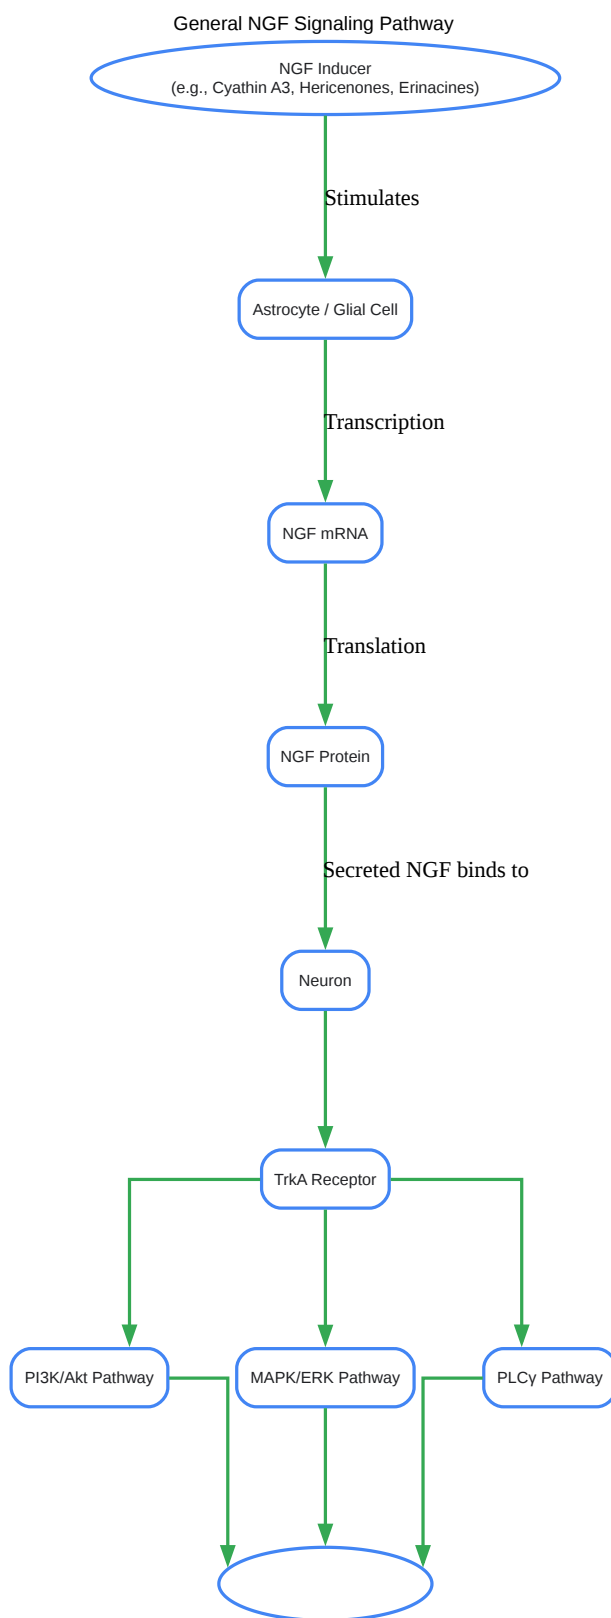 General NGF Signaling Pathway
NGF Inducer
(e.g., Cyathin A3, Hericenones, Erinacines)
Stimulates
Astrocyte / Glial Cell
Transcription
NGF mRNA
Translation
NGF Protein
Secreted NGF binds to
Neuron
TrkA Receptor
PI3K/Akt Pathway
MAPK/ERK Pathway
PLCγ Pathway